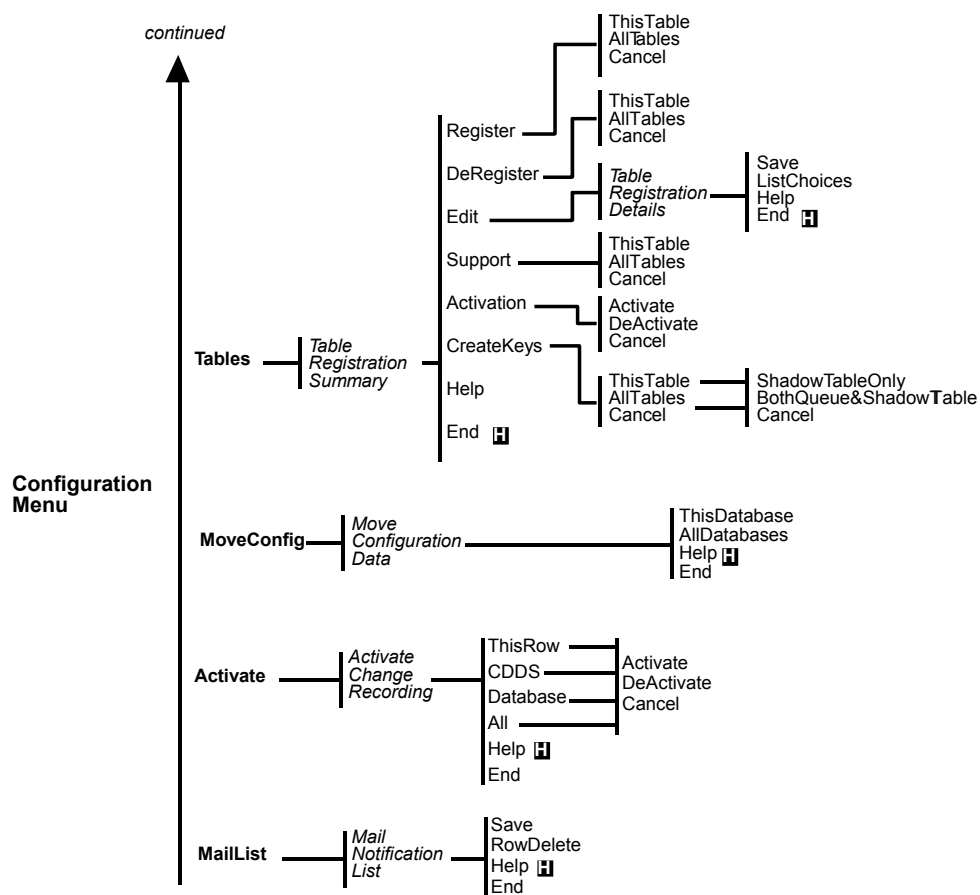 continued
ThisTable
AllTables
Cancel
Register
ThisTable
AllTables
Cancel
DeRegister
Table
Registration
Details
Save
ListChoices
Help
End H
Edit
Support
ThisTable
AllTables
Cancel
Activation
Activate
DeActivate
Cancel
Tables
Table
Registration
Summary
CreateKeys
ThisTable
AllTables
Cancel
ShadowTableOnly
BothQueue&ShadowTable
Cancel
Help
End H
Configuration
Menu
MoveConfig
Move
Configuration
Data
ThisDatabase
AllDatabases
Help H
End
Activate
Activate
Change
Recording
ThisRow
CDDS
Database
All
Help H
End
Activate
DeActivate
Cancel
MailList
Mail
Notification
List
Save
RowDelete
Help H
End